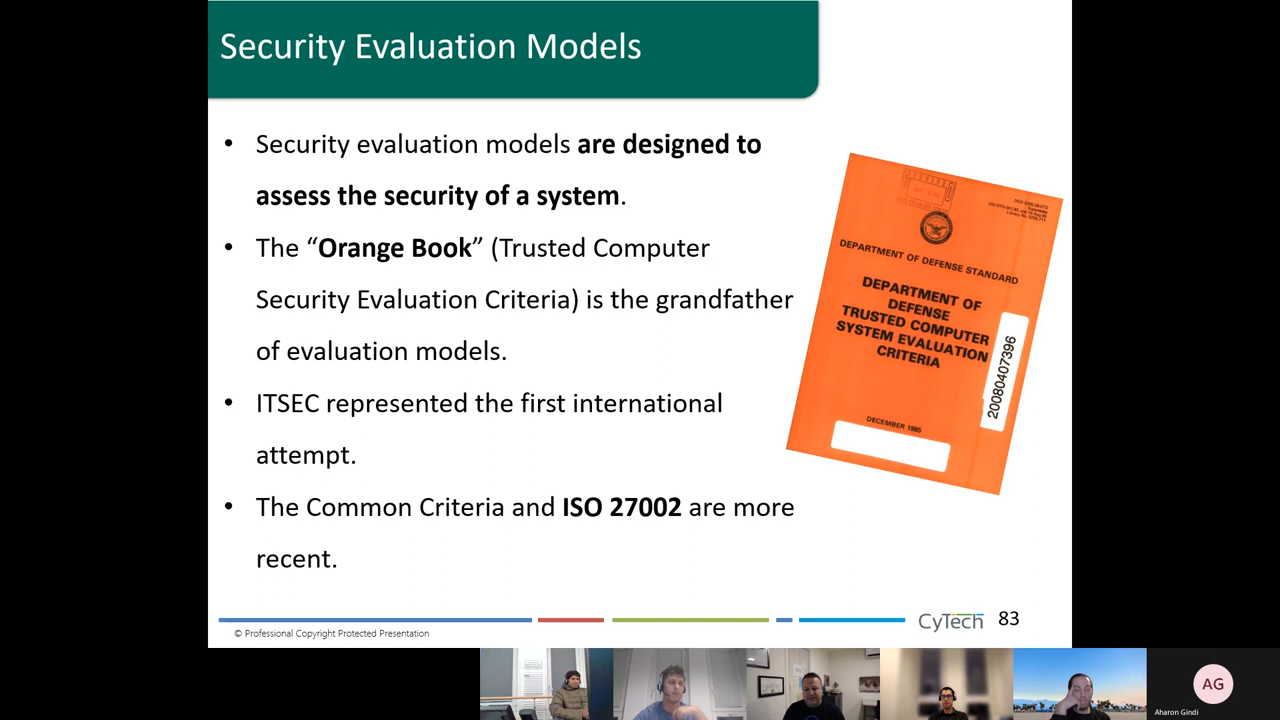 Security Evaluation Models
• Security evaluation models are designed to
assess the security of a system.
• The “Orange Book” (Trusted Computer
Security Evaluation Criteria) is the grandfather
of evaluation models.
• ITSEC represented the first international
attempt.
• The Common Criteria and ISO 27002 are more
recent.
DEPARTMENT OF DEFENSE STANDARD
DEPARTMENT OF
DEFENSE
TRUSTED COMPUTER
SYSTEM EVALUATION
CRITERIA
20080407396
DECEMBER 1985
© Professional Copyright Protected Presentation
CyTech
83
AG
Aharon Gindi